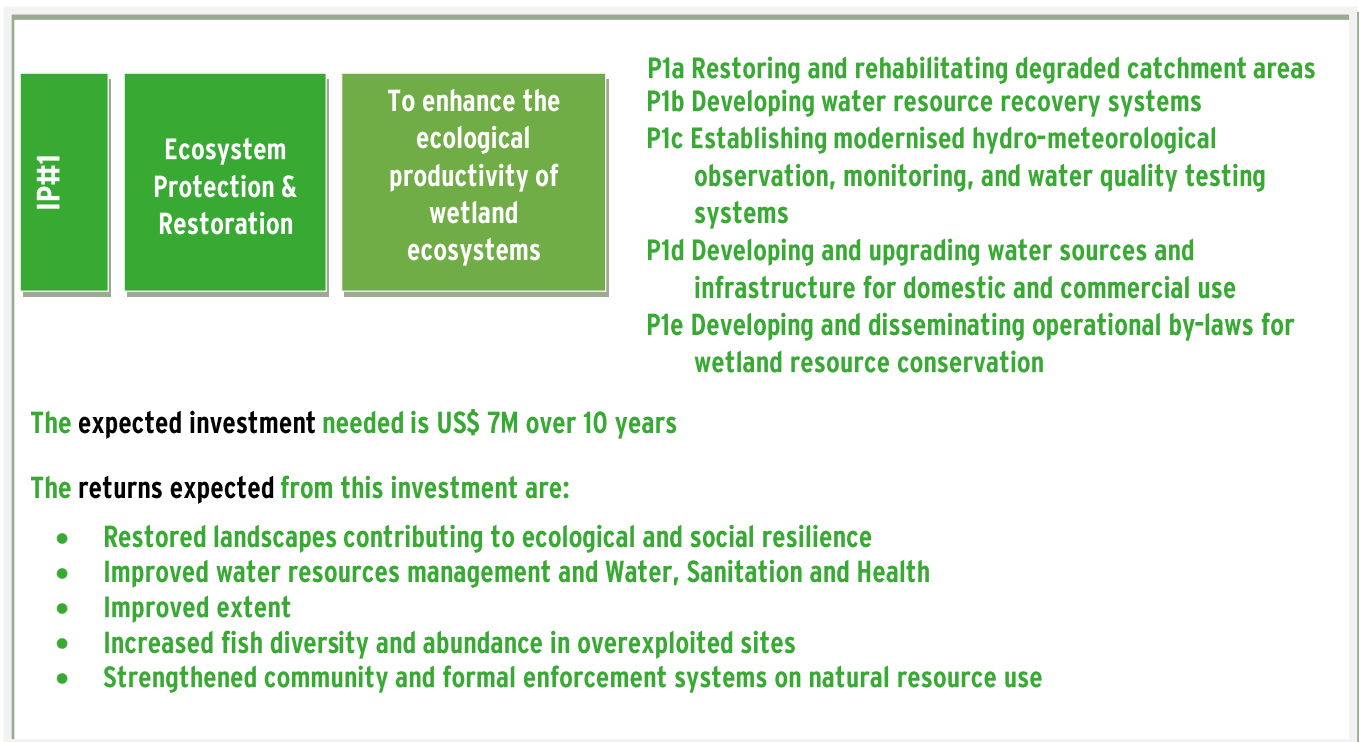 IP#1
Ecosystem
Protection &
Restoration
To enhance the
ecological
productivity of
wetland
ecosystems
P1a Restoring and rehabilitating degraded catchment areas
P1b Developing water resource recovery systems
P1c Establishing modernised hydro-meteorological
observation, monitoring, and water quality testing
systems
P1d Developing and upgrading water sources and
infrastructure for domestic and commercial use
P1e Developing and disseminating operational by-laws for
wetland resource conservation
The expected investment needed is US$ 7M over 10 years
The returns expected from this investment are:
• Restored landscapes contributing to ecological and social resilience
• Improved water resources management and Water, Sanitation and Health
• Improved extent
• Increased fish diversity and abundance in overexploited sites
• Strengthened community and formal enforcement systems on natural resource use